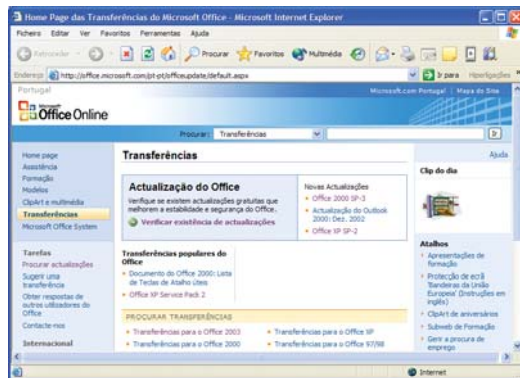 Home Page das Transferências do Microsoft Office - Microsoft Internet Explorer
Ficheiro Editar Ver Favoritos Ferramentas Ajuda
Retroceder Procurar Favoritos Multimédia
Endereço http://office.microsoft.com/pt-pt/officeupdate/default.aspx Ir para Hiperligações
Portugal Microsoft.com Portugal | Mapa do Site
Microsoft
Office Online
Procurar: Transferências Ir
Home page
Assistência
Formação
Modelos
ClipArt e multimédia
Transferências
Microsoft Office System
Tarefas
Procurar actualizações
Sugerir uma
transferência
Obter respostas de
outros utilizadores do
Office
Contacte-nos
Internacional
Transferências
Actualização do Office
Verifique se existem actualizações gratuitas que
melhorem a estabilidade e segurança do Office.
Verificar existência de actualizações
Novas Actualizações
Office 2000 SP-3
Actualização do Outlook
2000: Dez. 2002
Office XP SP-2
Transferências populares do
Office
Documento do Office 2000: Lista
de Teclas de Atalho Úteis
Office XP Service Pack 2
PROCURAR TRANSFERÊNCIAS
Transferências para o Office 2003 Transferências para o Office XP
Transferências para o Office 2000 Transferências para o Office 97/98
Ajuda
Clip do dia
Atalhos
Apresentações de
formação
Protecção de ecrã
'Bandeiras da União
Europeia' (Instruções em
inglês)
ClipArt de aniversários
Subweb de Formação
Gerir a procura de
emprego
Internet